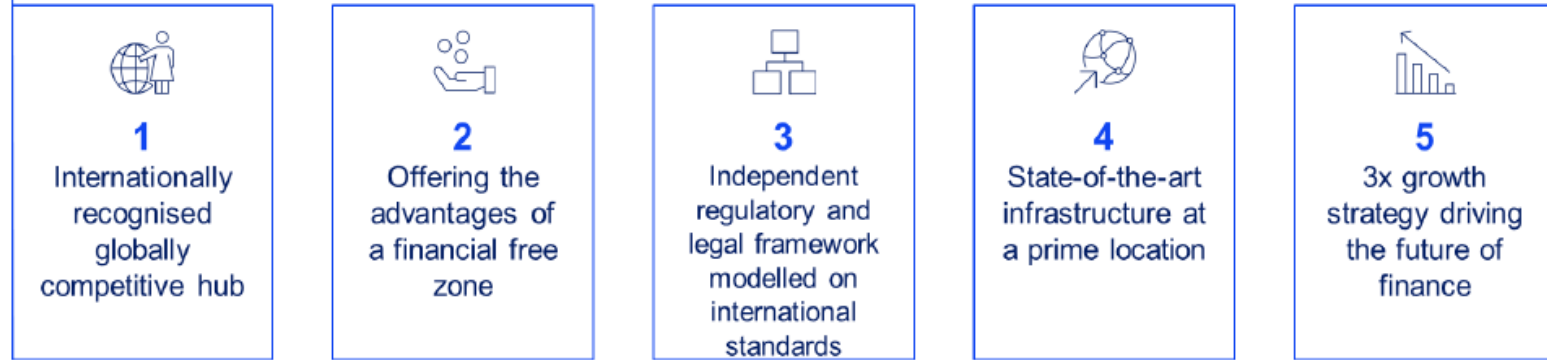 1
Internationally
recognised
globally
competitive hub
2
Offering the
advantages of
a financial free
zone
3
Independent
regulatory and
legal framework
modelled on
international
standards
4
State-of-the-art
infrastructure at
a prime location
5
3x growth
strategy driving
the future of
finance